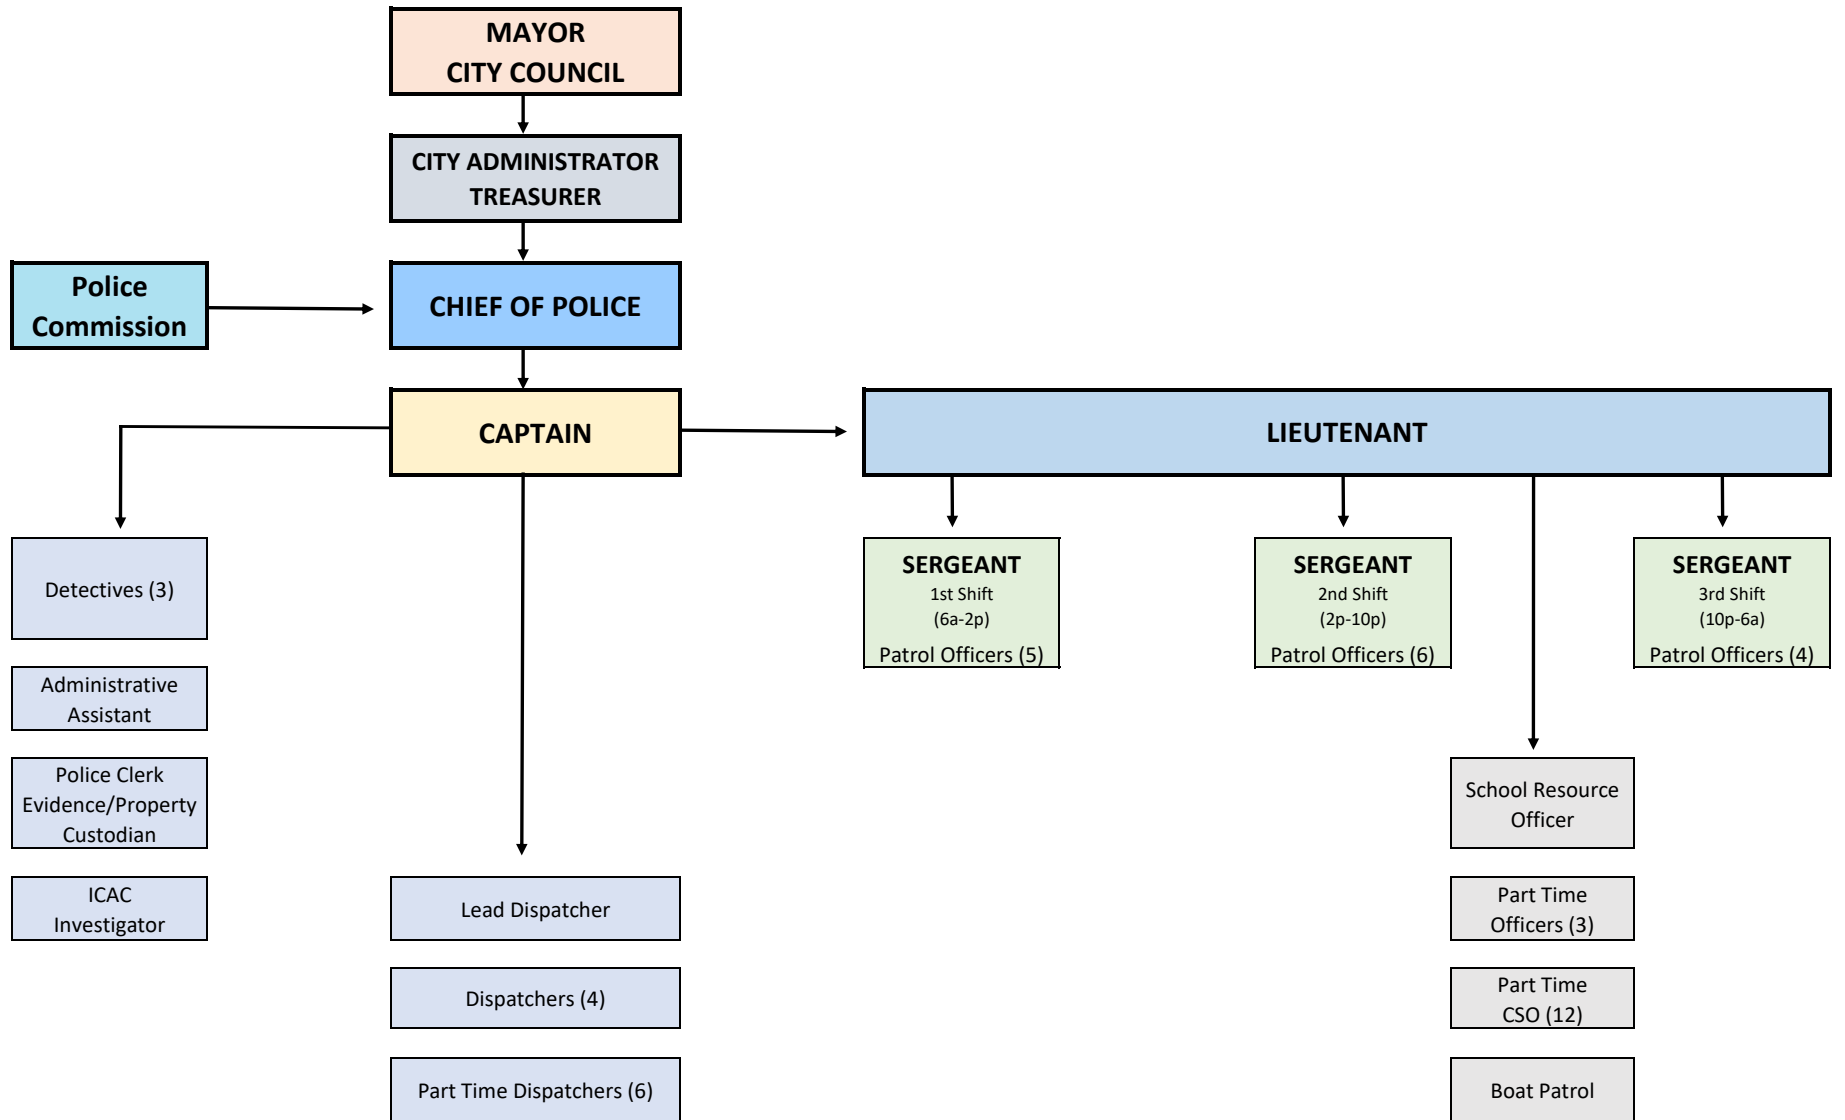 MAYOR
CITY COUNCIL
CITY ADMINISTRATOR
TREASURER
Police
Commission
CHIEF OF POLICE
CAPTAIN
LIEUTENANT
Detectives (3)
SERGEANT
1st Shift
(6a-2p)
Patrol Officers (5)
SERGEANT
2nd Shift
(2p-10p)
Patrol Officers (6)
SERGEANT
3rd Shift
(10p-6a)
Patrol Officers (4)
Administrative
Assistant
Police Clerk
Evidence/Property
Custodian
School Resource
Officer
ICAC
Investigator
Lead Dispatcher
Part Time
Officers (3)
Dispatchers (4)
Part Time
CSO (12)
Part Time Dispatchers (6)
Boat Patrol